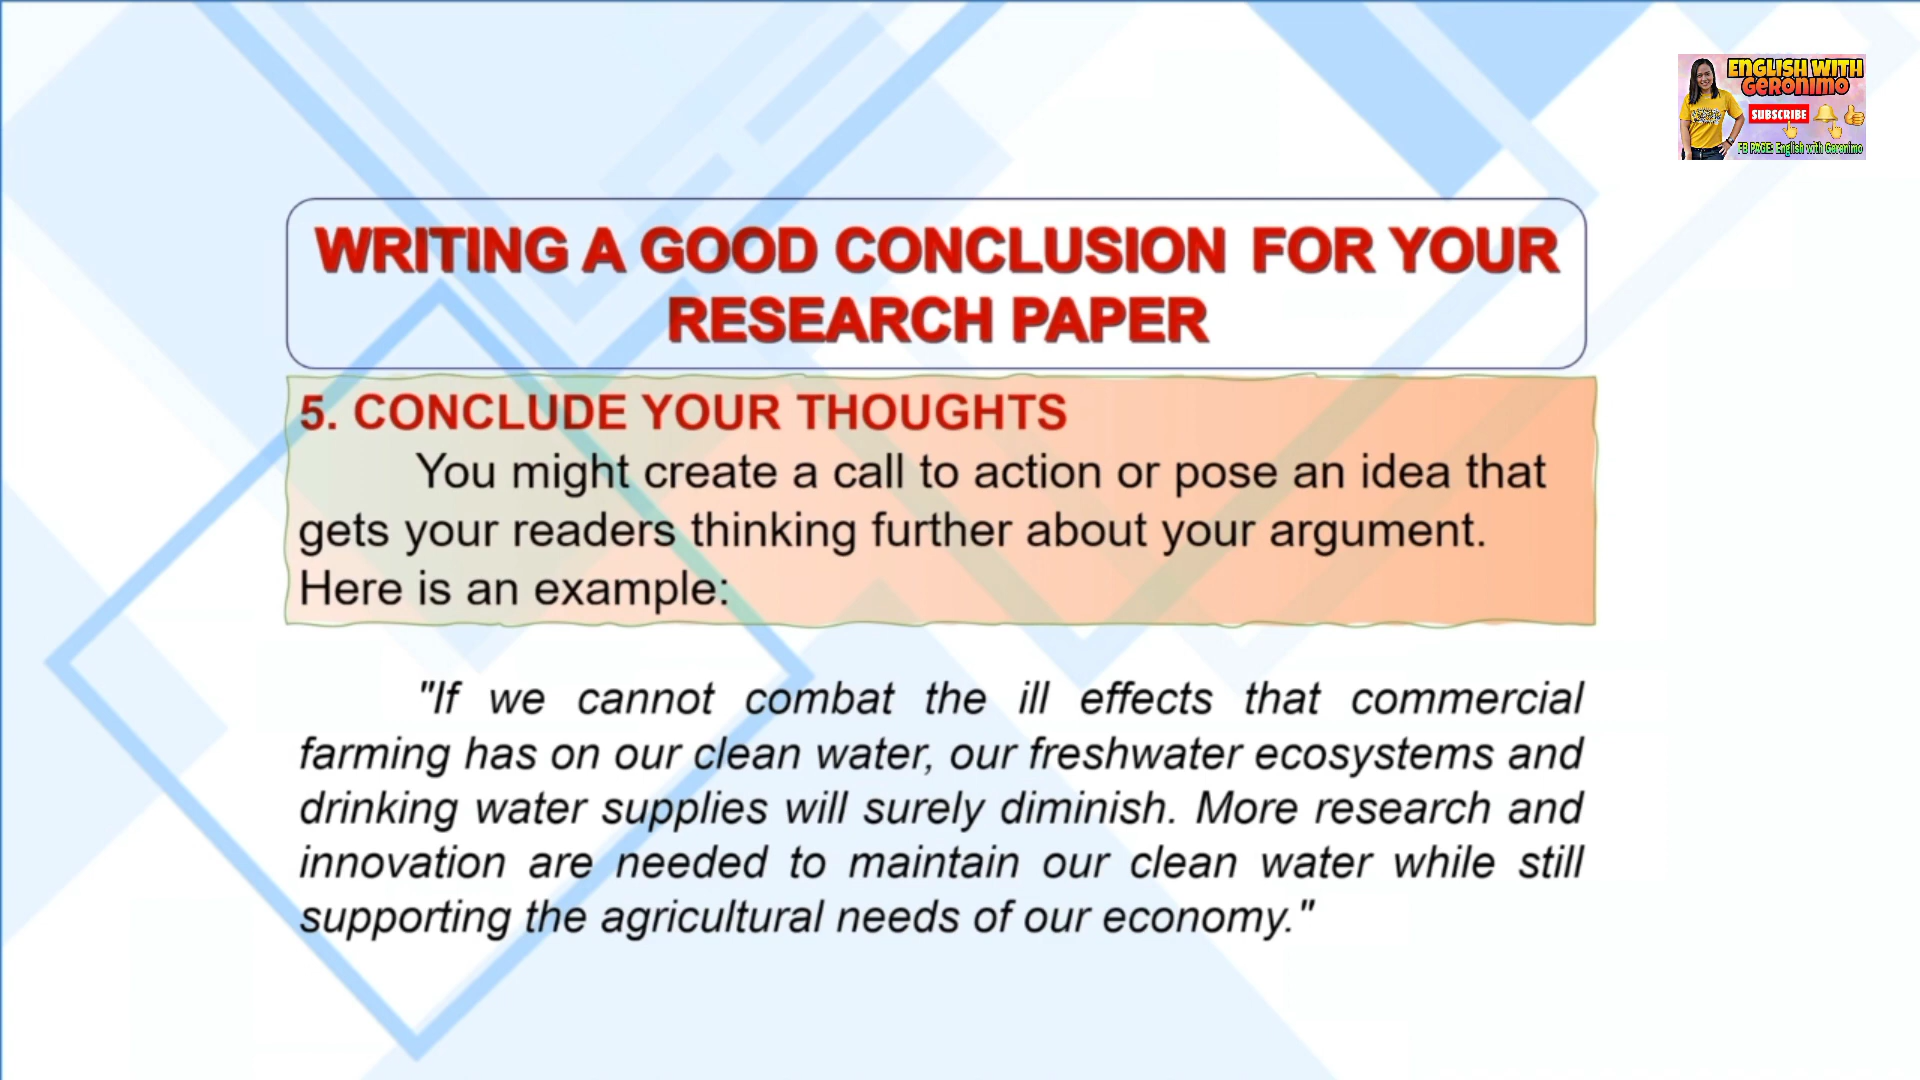 ENGLISH WITH
GERONIMO
SUBSCRIBE
FB PAGE: English with Geronimo
WRITING A GOOD CONCLUSION FOR YOUR
RESEARCH PAPER
5. CONCLUDE YOUR THOUGHTS
You might create a call to action or pose an idea that
gets your readers thinking further about your argument.
Here is an example:
"If we cannot combat the ill effects that commercial
farming has on our clean water, our freshwater ecosystems and
drinking water supplies will surely diminish. More research and
innovation are needed to maintain our clean water while still
supporting the agricultural needs of our economy."